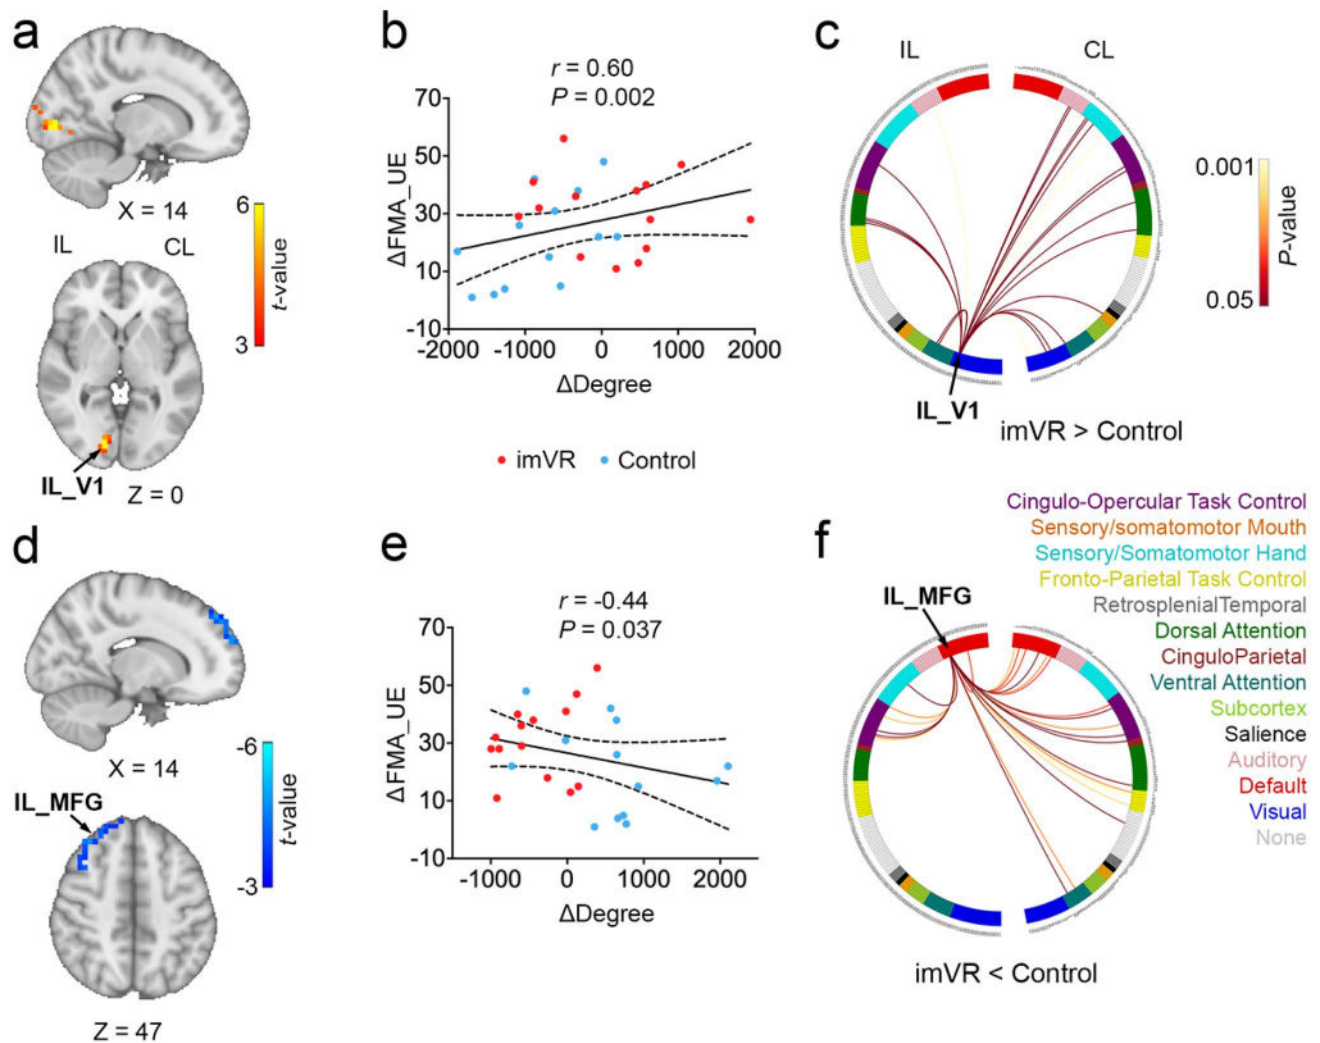 a
X = 14
IL
CL
6
t-value
3
IL_V1
Z = 0
b
r = 0.60
P = 0.002
70
50
30
10
-10
ΔFMA_UE
-2000
-1000
0
1000
2000
ΔDegree
imVR
Control
c
IL
CL
0.001
P-value
0.05
IL_V1
imVR > Control
d
X = 14
-6
t-value
-3
IL_MFG
Z = 47
e
r = -0.44
P = 0.037
70
50
30
10
-10
ΔFMA_UE
-1000
0
1000
2000
ΔDegree
f
IL_MFG
imVR < Control
Cingulo-Opercular Task Control
Sensory/somatomotor Mouth
Sensory/Somatomotor Hand
Fronto-Parietal Task Control
RetrosplenialTemporal
Dorsal Attention
CinguloParietal
Ventral Attention
Subcortex
Salience
Auditory
Default
Visual
None